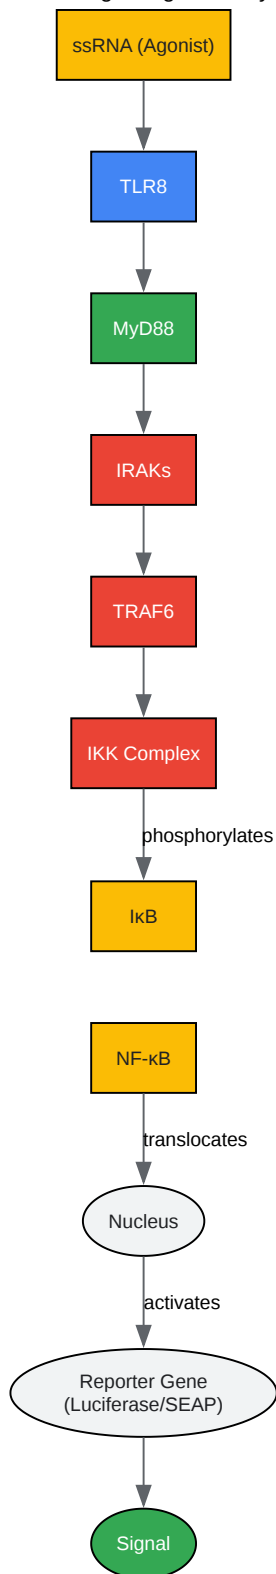 ssRNA (Agonist)
TLR8
MyD88
IRAKs
TRAF6
IKK Complex
phosphorylates
IκB
NF-κB
translocates
Nucleus
activates
Reporter Gene
(Luciferase/SEAP)
Signal